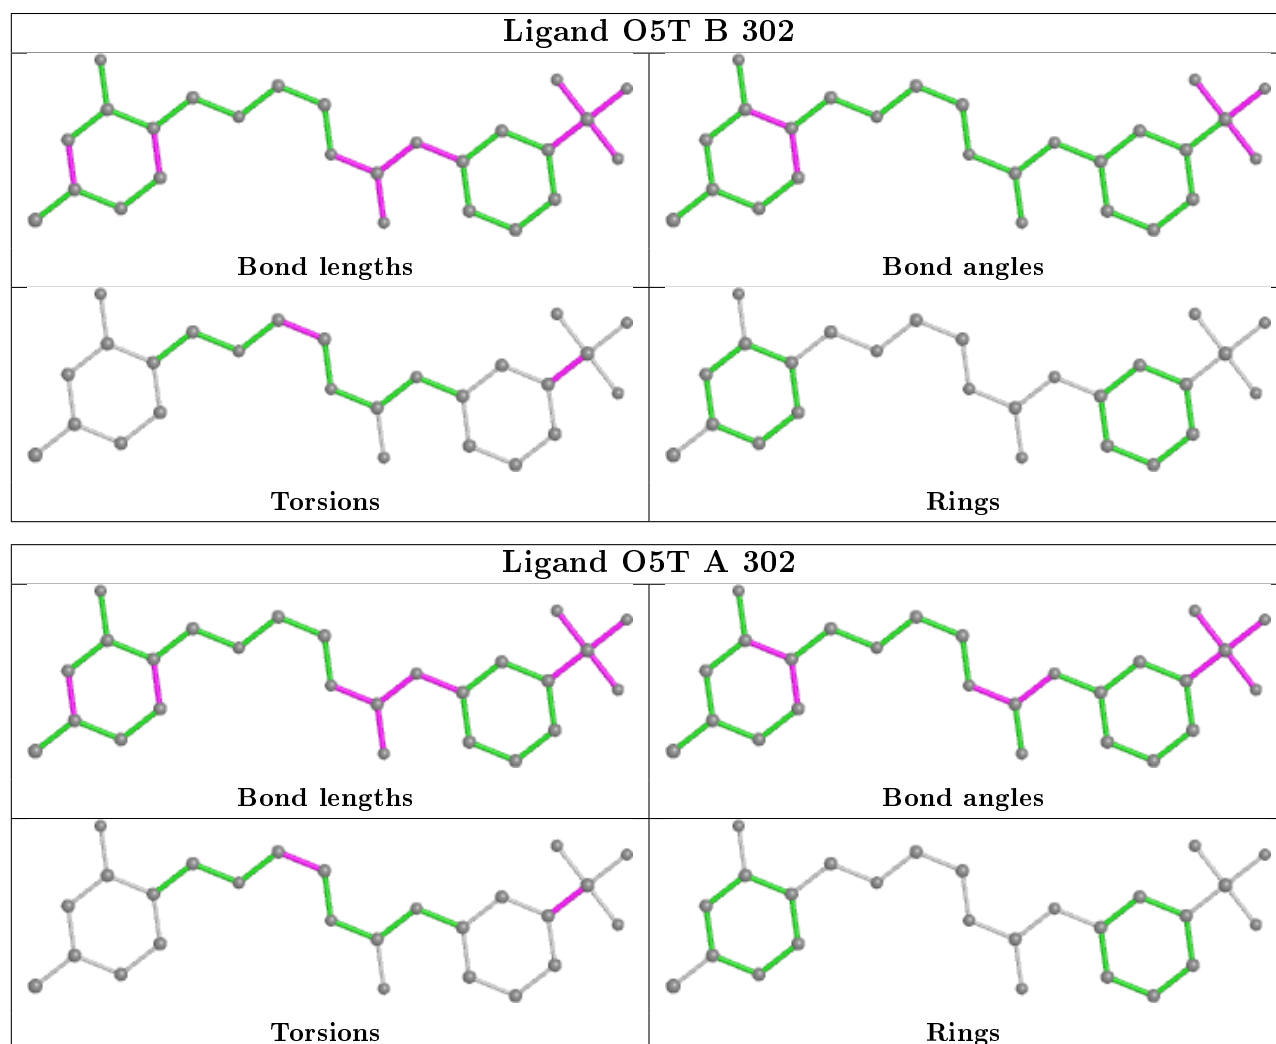 Ligand O5T B 302
Bond lengths
Bond angles
Torsions
Rings
Ligand O5T A 302
Bond lengths
Bond angles
Torsions
Rings